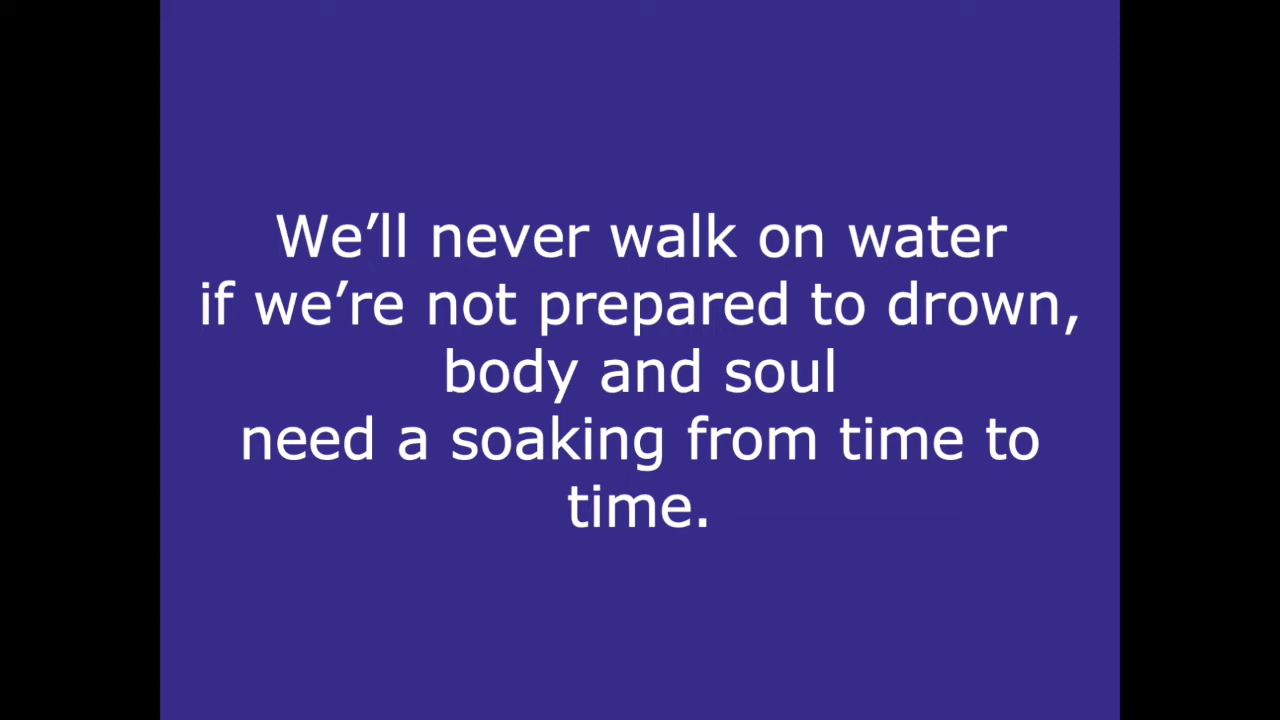 We’ll never walk on water
if we’re not prepared to drown,
body and soul
need a soaking from time to
time.